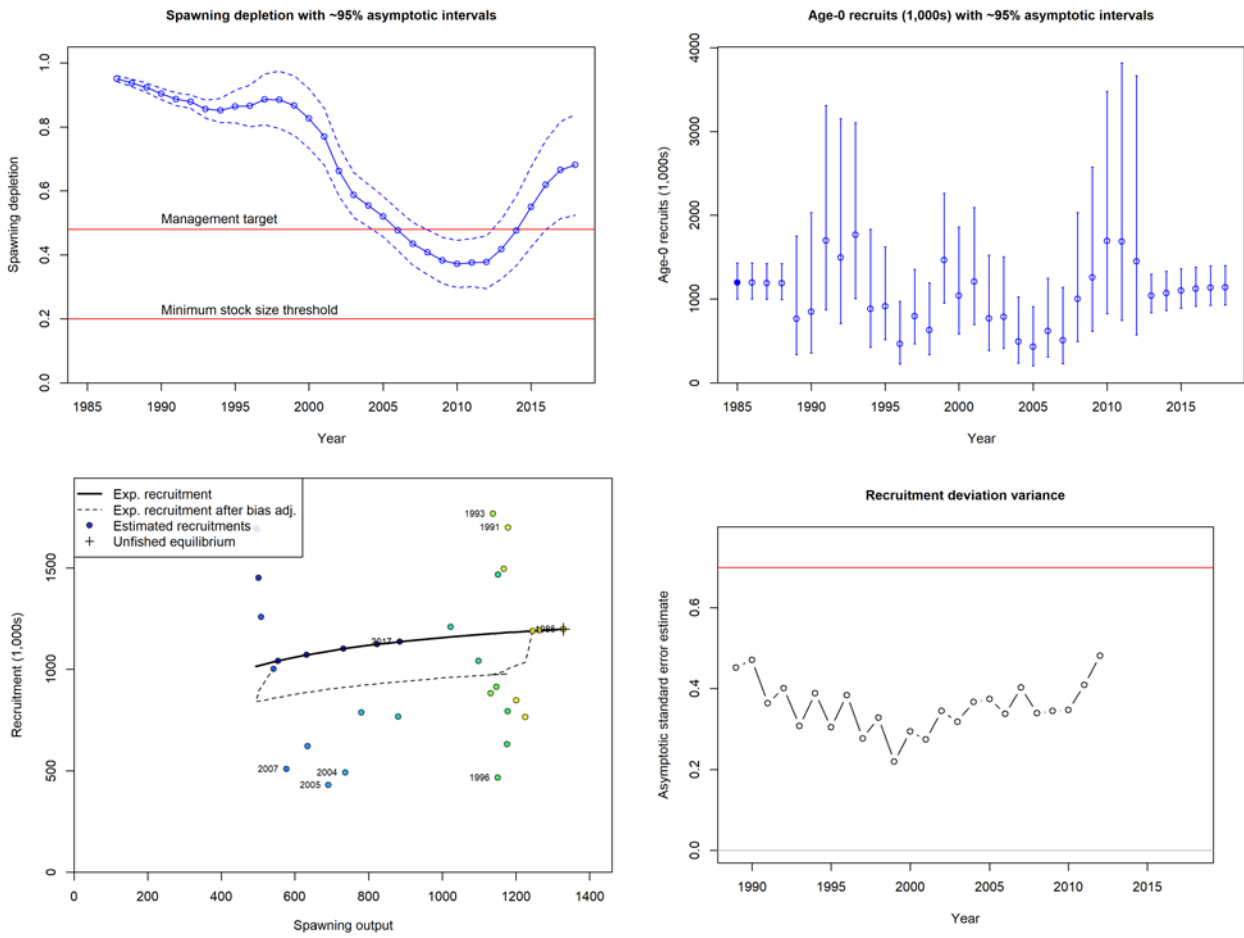 Spawning depletion with ~95% asymptotic intervals
1.0
0.8
0.6
0.4
0.2
0.0
Spawning depletion
Management target
Minimum stock size threshold
1985 1990 1995 2000 2005 2010 2015
Year
Age-0 recruits (1,000s) with ~95% asymptotic intervals
4000
3000
2000
1000
0
Age-0 recruits (1,000s)
1985 1990 1995 2000 2005 2010 2015
Year
Exp. recruitment
Exp. recruitment after bias adj.
Estimated recruitments
Unfished equilibrium
1993
1991
2017
1986
2007
2004
2005
1996
1500
1000
500
0
Recruitment (1,000s)
0 200 400 600 800 1000 1200 1400
Spawning output
Recruitment deviation variance
0.6
0.4
0.2
0.0
Asymptotic standard error estimate
1990 1995 2000 2005 2010 2015
Year